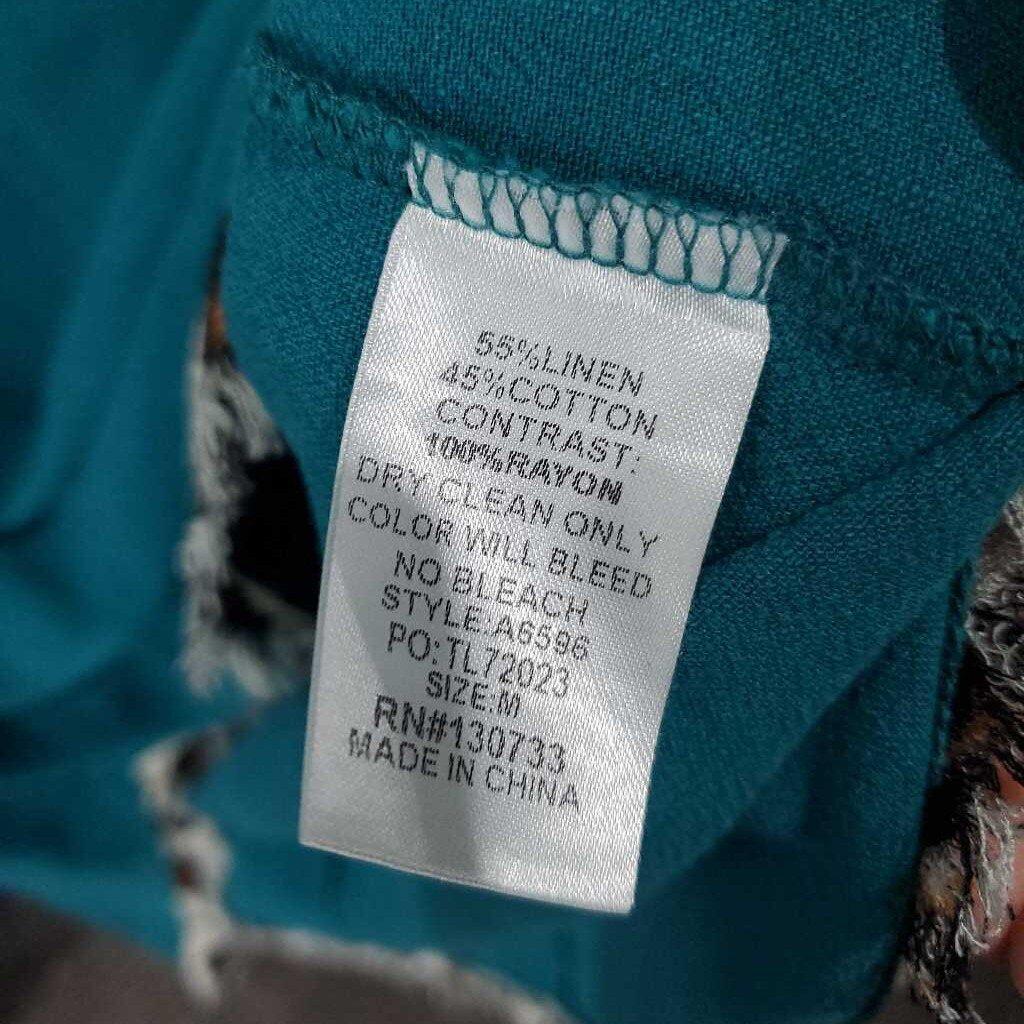 55%LINEN
45%COTTON
CONTRAST:
100%RAYON
DRY CLEAN ONLY
COLOR WILL BLEED
NO BLEACH
STYLE:A6596
PO:TL72023
SIZE:M
RN#130733
MADE IN CHINA